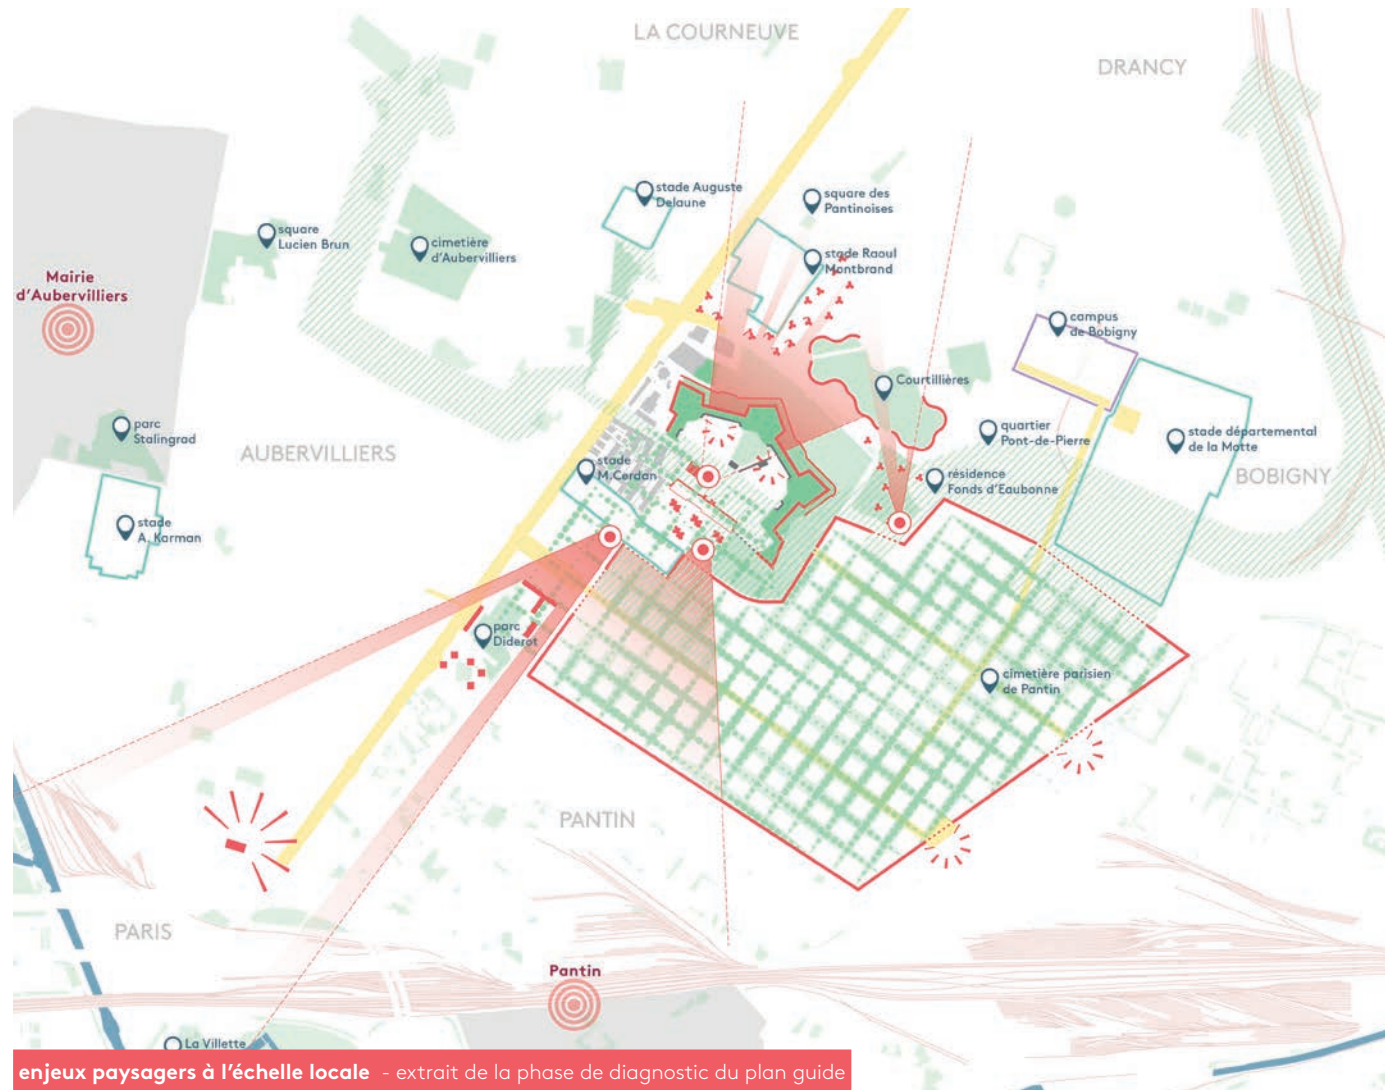 LA COURNEUVE
DRANCY
stade Auguste
Delaune
square des
Pantinoises
square
Lucien Brun
cimetière
d'Aubervilliers
stade Raoul
Montbrand
Mairie
d'Aubervilliers
campus
de Bobigny
Courtillières
parc
Stalingrad
AUBERVILLIERS
quartier
Pont-de-Pierre
stade départemental
de la Motte
BOBIGNY
stade
M.Cerdan
résidence
Fonds d'Eaubonne
stade
A. Karman
parc
Diderot
cimetière parisien
de Pantin
PANTIN
PARIS
Pantin
La Villette
enjeux paysagers à l'échelle locale - extrait de la phase de diagnostic du plan guide